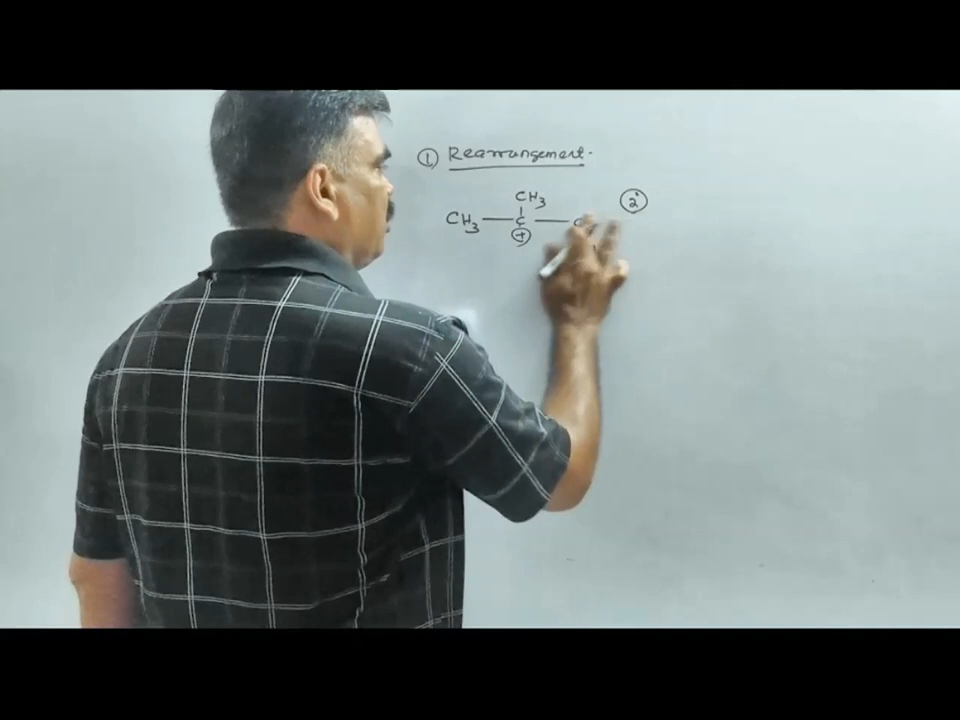 ① Rearrangement.
CH3 2°
CH3 — C — C
+